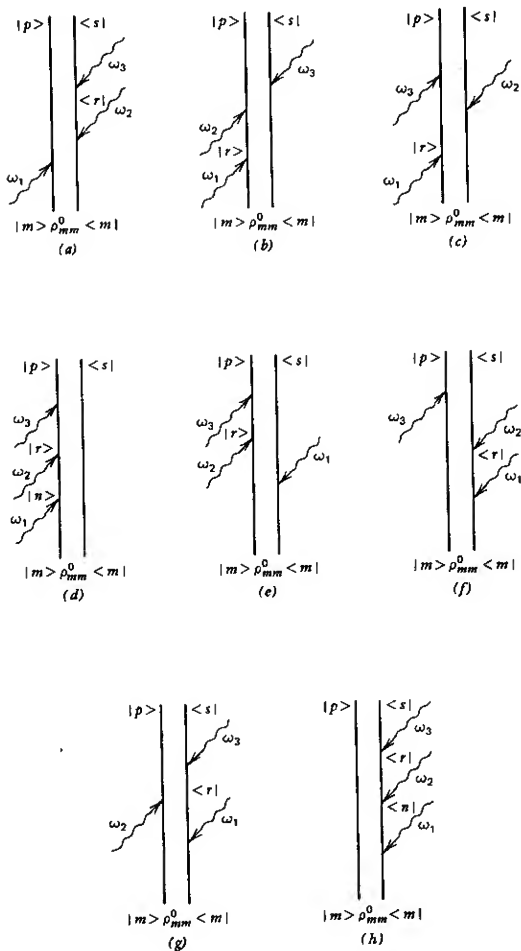 |p> <s|
ω₃
<r|
ω₂
ω₁
|m> ρ⁰ₘₘ <m|
(a)
|p> <s|
ω₃
ω₂
|r>
ω₁
|m> ρ⁰ₘₘ <m|
(b)
|p> <s|
ω₃
ω₂
|r>
ω₁
|m> ρ⁰ₘₘ <m|
(c)
|p> <s|
ω₃
|r>
ω₂
|n>
ω₁
|m> ρ⁰ₘₘ <m|
(d)
|p> <s|
ω₃
|r>
ω₂
ω₁
|m> ρ⁰ₘₘ <m|
(e)
|p> <s|
ω₃
ω₂
<r|
ω₁
|m> ρ⁰ₘₘ <m|
(f)
|p> <s|
ω₃
<r|
ω₂
ω₁
|m> ρ⁰ₘₘ <m|
(g)
|p> <s|
ω₃
<r|
ω₂
<n|
ω₁
|m> ρ⁰ₘₘ <m|
(h)